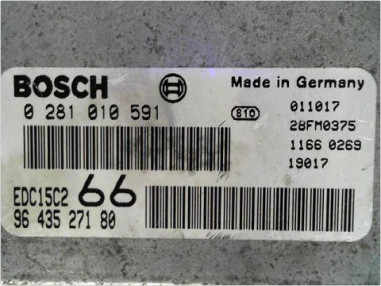 BOSCH Made in Germany
0 281 010 591 810 011017
28FM0375
1166 0269
19017
EDC15C2 66
96 435 271 80